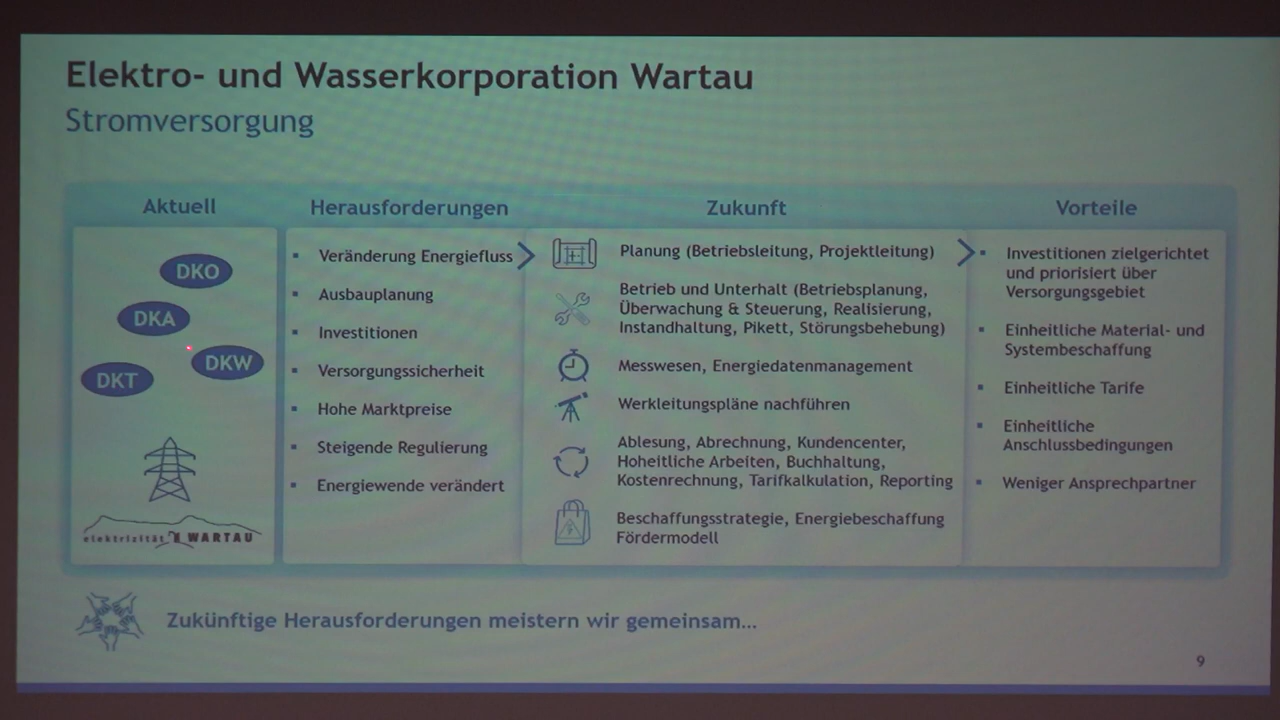 Elektro- und Wasserkorporation Wartau
Stromversorgung
Aktuell
Herausforderungen
Zukunft
Vorteile
DKO
DKA
DKW
DKT
elektrizität WARTAU
Veränderung Energiefluss
Ausbauplanung
Investitionen
Versorgungssicherheit
Hohe Marktpreise
Steigende Regulierung
Energiewende verändert
Planung (Betriebsleitung, Projektleitung)
Betrieb und Unterhalt (Betriebsplanung,
Überwachung & Steuerung, Realisierung,
Instandhaltung, Pikett, Störungsbehebung)
Messwesen, Energiedatenmanagement
Werkleitungspläne nachführen
Ablesung, Abrechnung, Kundencenter,
Hoheitliche Arbeiten, Buchhaltung,
Kostenrechnung, Tarifkalkulation, Reporting
Beschaffungsstrategie, Energiebeschaffung
Fördermodell
Investitionen zielgerichtet
und priorisiert über
Versorgungsgebiet
Einheitliche Material- und
Systembeschaffung
Einheitliche Tarife
Einheitliche
Anschlussbedingungen
Weniger Ansprechpartner
Zukünftige Herausforderungen meistern wir gemeinsam…
9